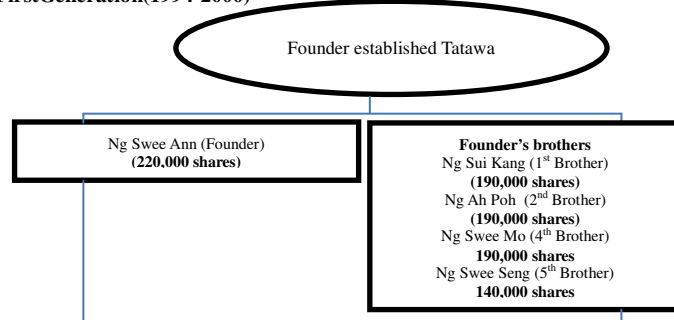 FirstGeneration(1994-2000)
Founder established Tatawa
Ng Swee Ann (Founder)
(220,000 shares)
Founder's brothers
Ng Sui Kang (1st Brother)
(190,000 shares)
Ng Ah Poh (2nd Brother)
(190,000 shares)
Ng Swee Mo (4th Brother)
190,000 shares
Ng Swee Seng (5th Brother)
140,000 shares